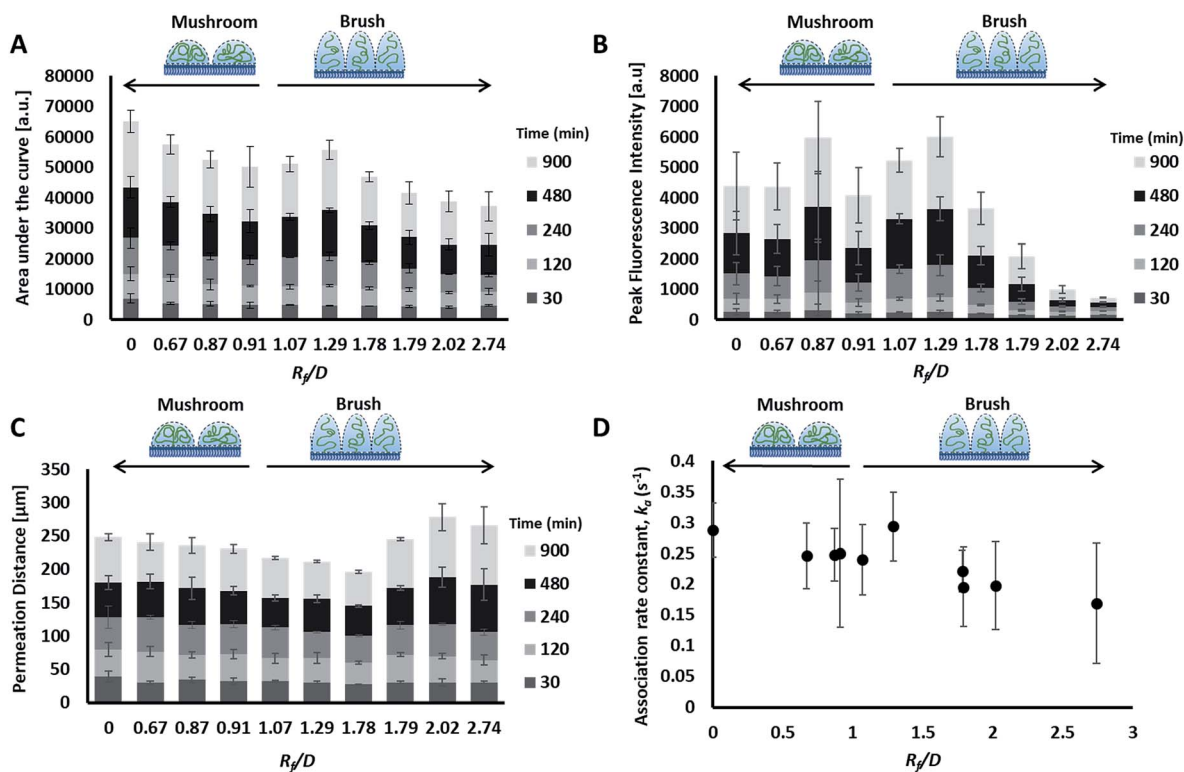 A
Mushroom
Brush
Area under the curve [a.u.]
80000
70000
60000
50000
40000
30000
20000
10000
0
0 0.67 0.87 0.91 1.07 1.29 1.78 1.79 2.02 2.74
Rf/D
Time (min)
900
480
240
120
30
B
Mushroom
Brush
Peak Fluorescence Intensity [a.u]
8000
7000
6000
5000
4000
3000
2000
1000
0
0 0.67 0.87 0.91 1.07 1.29 1.78 1.79 2.02 2.74
Rf/D
Time (min)
900
480
240
120
30
C
Mushroom
Brush
Permeation Distance [µm]
350
300
250
200
150
100
50
0
0 0.67 0.87 0.91 1.07 1.29 1.78 1.79 2.02 2.74
Rf/D
Time (min)
900
480
240
120
30
D
Mushroom
Brush
Association rate constant, ka (s-1)
0.4
0.35
0.3
0.25
0.2
0.15
0.1
0.05
0
0 0.5 1 1.5 2 2.5 3
Rf/D